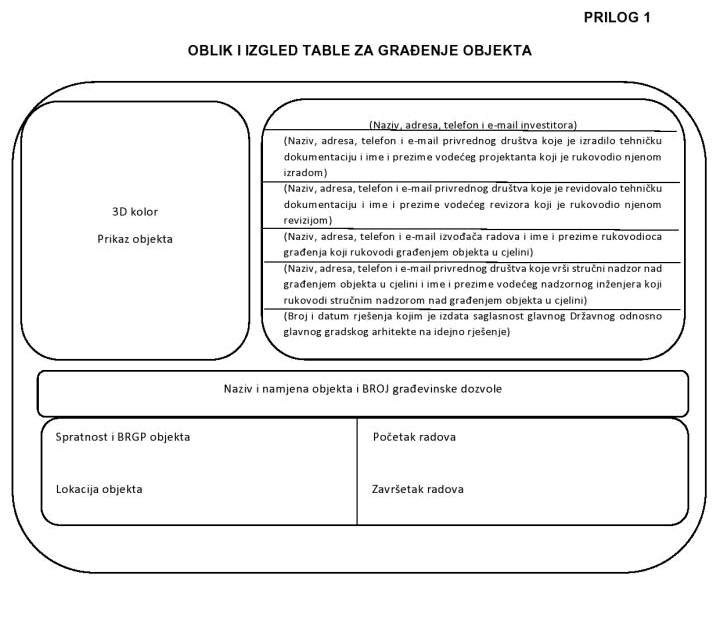 PRILOG 1
OBLIK I IZGLED TABLE ZA GRAĐENJE OBJEKTA
3D kolor
Prikaz objekta
(Naziv, adresa, telefon i e-mail investitora)
(Naziv, adresa, telefon i e-mail privrednog društva koje je izradilo tehničku
dokumentaciju i ime i prezime vodećeg projektanta koji je rukovodio njenom
izradom)
(Naziv, adresa, telefon i e-mail privrednog društva koje je revidovalo tehničku
dokumentaciju i ime i prezime vodećeg revizora koji je rukovodio njenom
revizijom)
(Naziv, adresa, telefon i e-mail izvođača radova i ime i prezime rukovodioca
građenja koji rukovodi građenjem objekta u cjelini)
(Naziv, adresa, telefon i e-mail privrednog društva koje vrši stručni nadzor nad
građenjem objekta u cjelini i ime i prezime vodećeg nadzornog inženjera koji
rukovodi stručnim nadzorom nad građenjem objekta u cjelini)
(Broj i datum rješenja kojim je izdata saglasnost glavnog Državnog odnosno
glavnog gradskog arhitekte na idejno rješenje)
Naziv i namjena objekta i BROJ građevinske dozvole
Spratnost i BRGP objekta
Lokacija objekta
Početak radova
Završetak radova